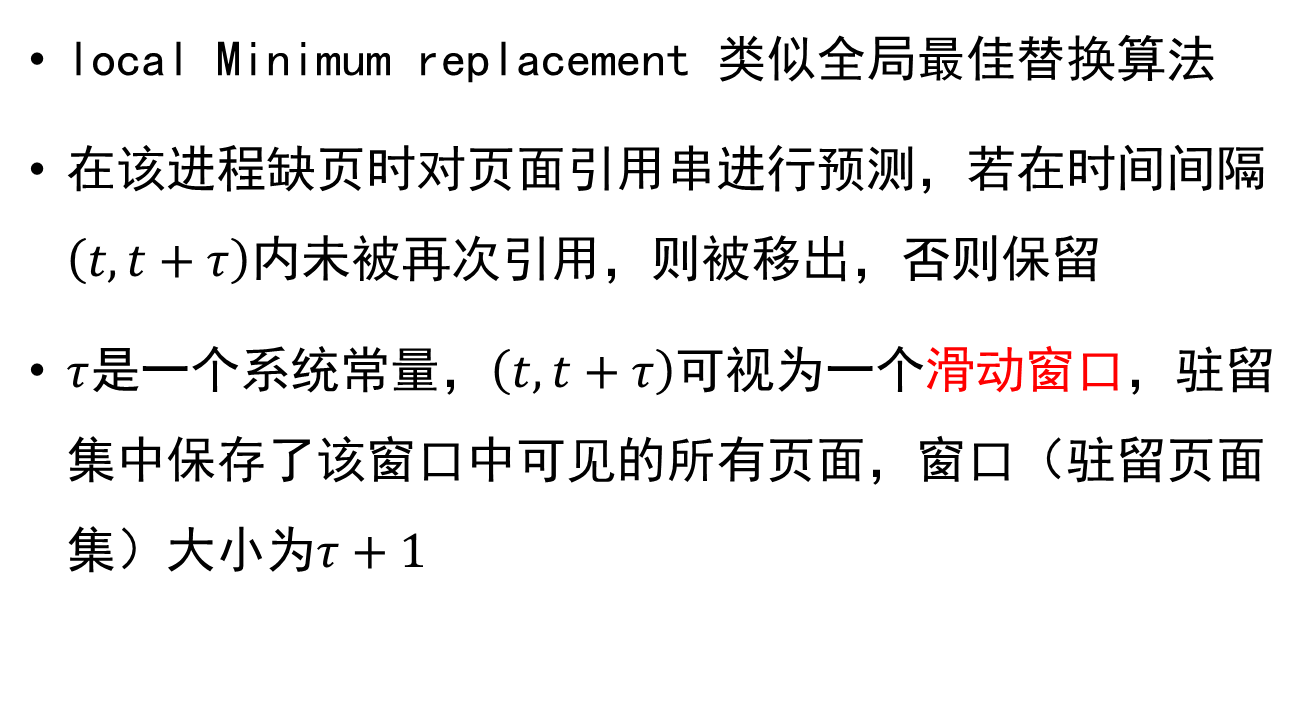 • local Minimum replacement 类似全局最佳替换算法
• 在该进程缺页时对页面引用串进行预测，若在时间间隔
(t, t + τ)内未被再次引用，则被移出，否则保留
• τ是一个系统常量，(t, t + τ)可视为一个滑动窗口，驻留
集中保存了该窗口中可见的所有页面，窗口（驻留页面
集）大小为τ + 1